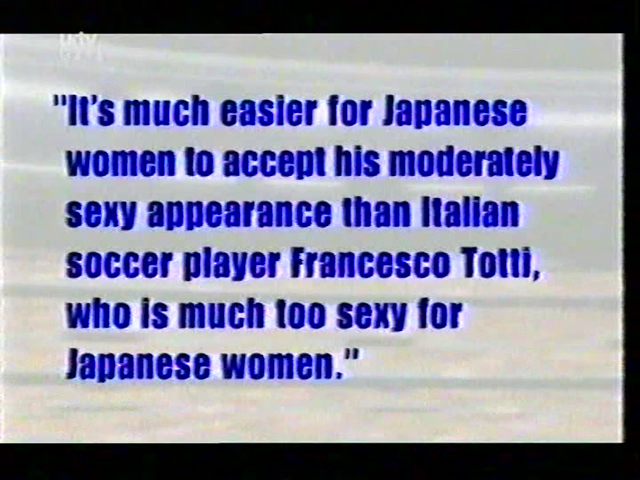 "It's much easier for Japanese
women to accept his moderately
sexy appearance than Italian
soccer player Francesco Totti,
who is much too sexy for
Japanese women."